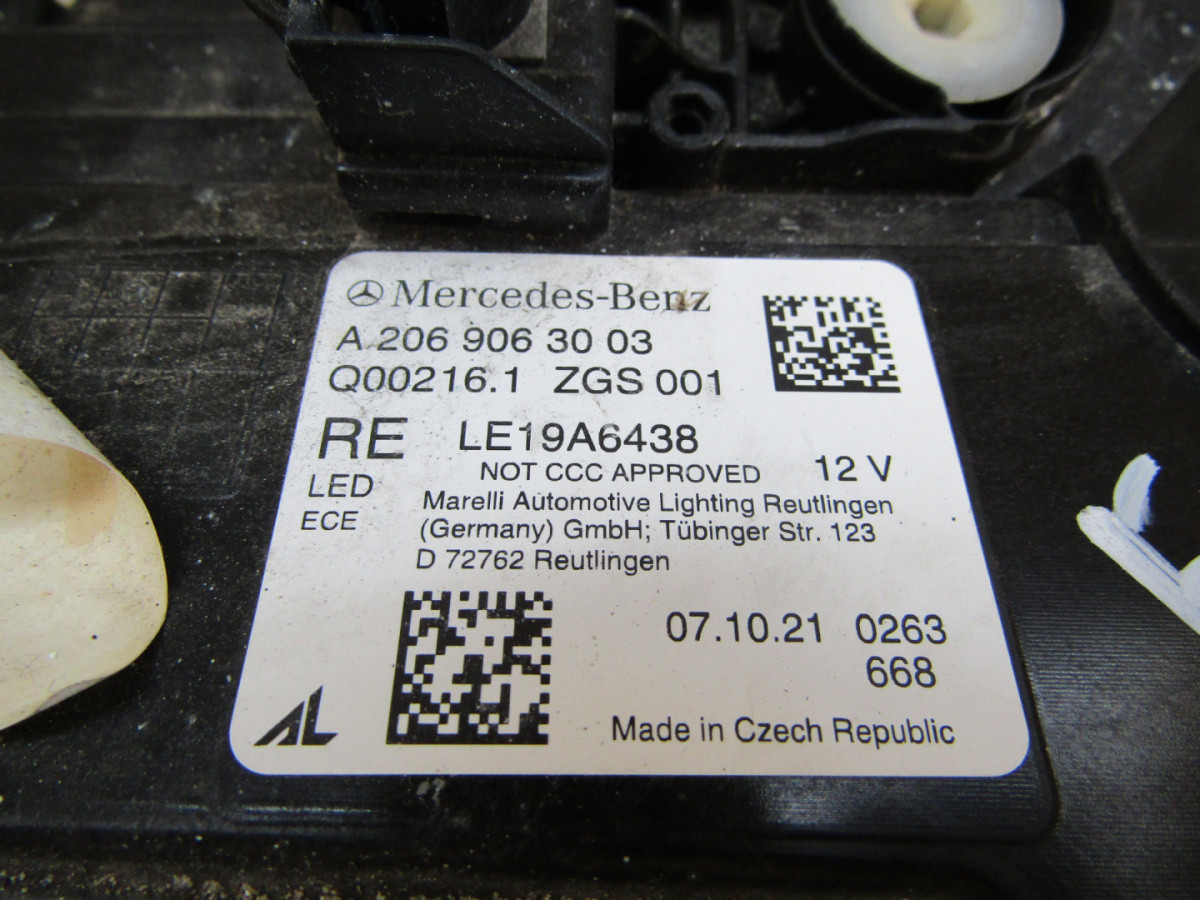 Mercedes-Benz
A 206 906 30 03
Q00216.1 ZGS 001
RE LE19A6438
NOT CCC APPROVED 12 V
LED
ECE
Marelli Automotive Lighting Reutlingen
(Germany) GmbH; Tübinger Str. 123
D 72762 Reutlingen
07.10.21 0263
668
AL
Made in Czech Republic